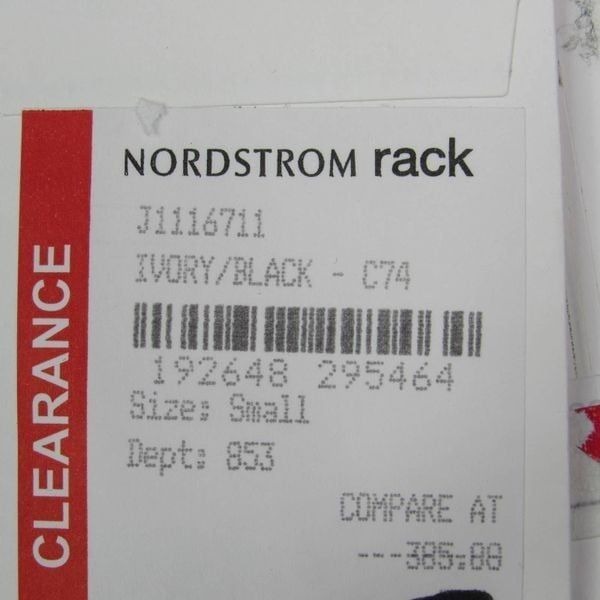 NORDSTROM rack
J1116711
IVORY/BLACK - C74
192648 295464
Size: Small
Dept: 853
CLEARANCE
COMPARE AT
---385.00